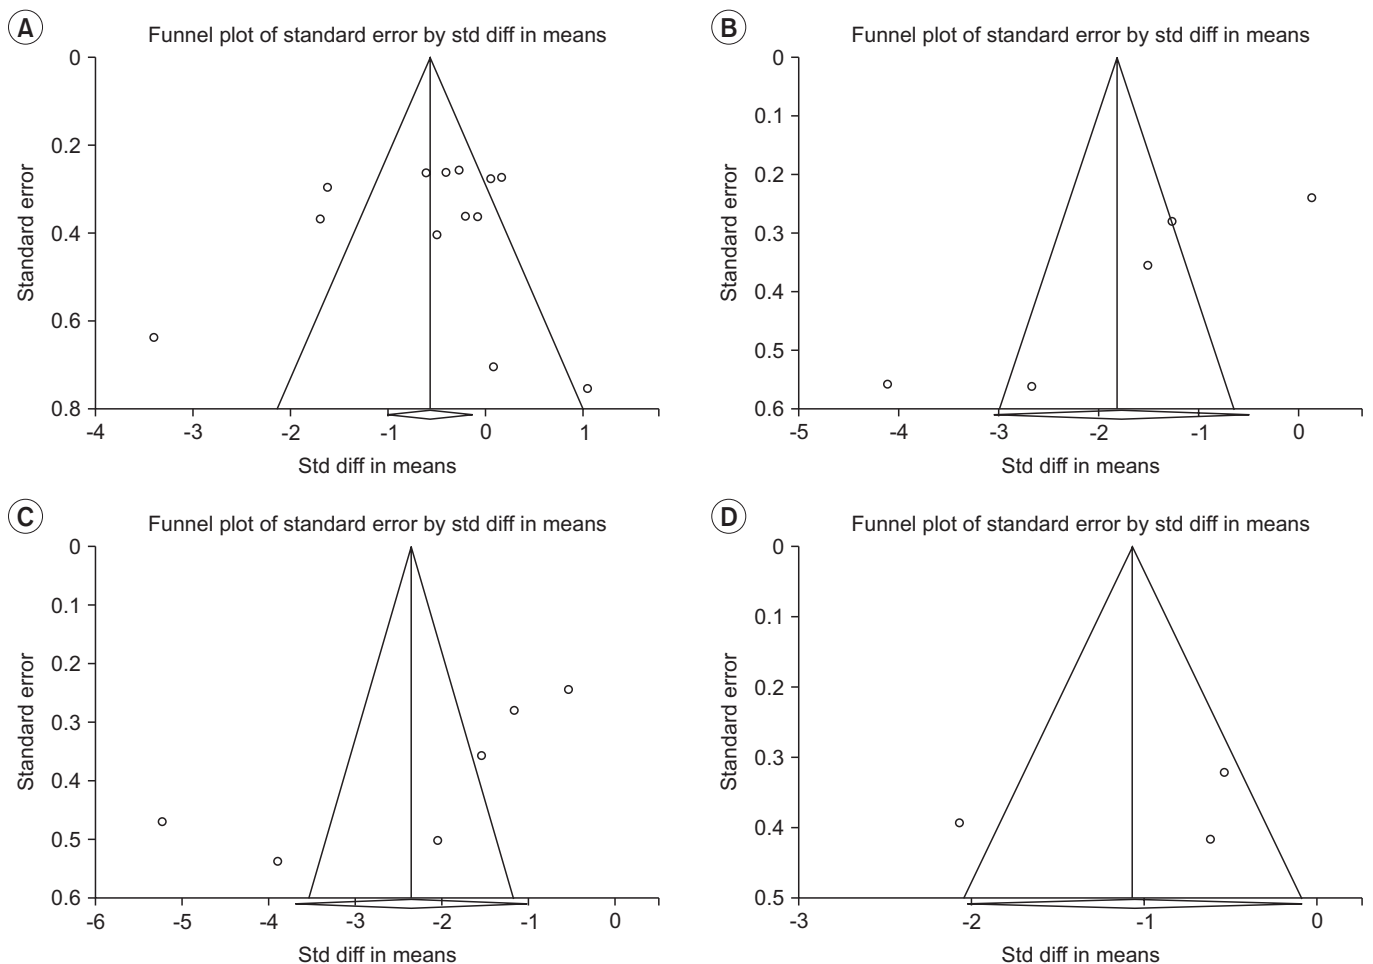 A
Funnel plot of standard error by std diff in means
0
0.2
0.4
0.6
0.8
Standard error
-4 -3 -2 -1 0 1
Std diff in means
B
Funnel plot of standard error by std diff in means
0
0.1
0.2
0.3
0.4
0.5
0.6
Standard error
-5 -4 -3 -2 -1 0
Std diff in means
C
Funnel plot of standard error by std diff in means
0
0.1
0.2
0.3
0.4
0.5
0.6
Standard error
-6 -5 -4 -3 -2 -1 0
Std diff in means
D
Funnel plot of standard error by std diff in means
0
0.1
0.2
0.3
0.4
0.5
Standard error
-3 -2 -1 0
Std diff in means